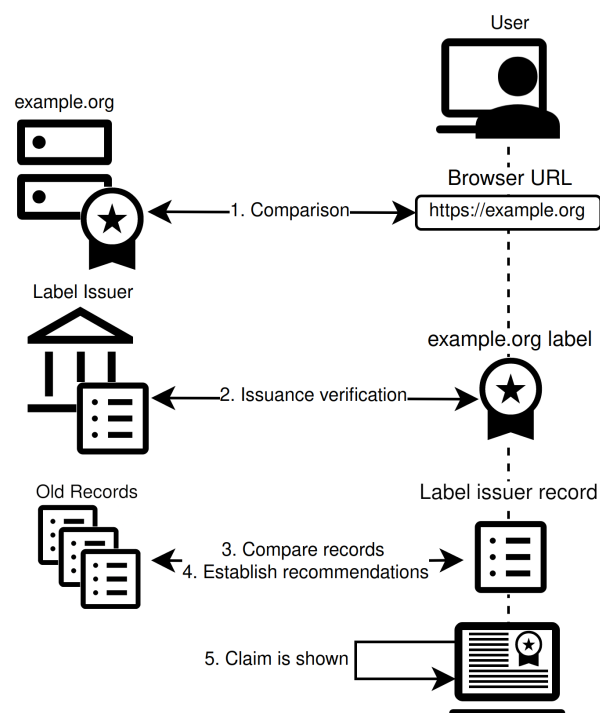 User
example.org
Browser URL
1. Comparison
https://example.org
Label Issuer
example.org label
2. Issuance verification
Old Records
Label issuer record
3. Compare records
4. Establish recommendations
5. Claim is shown